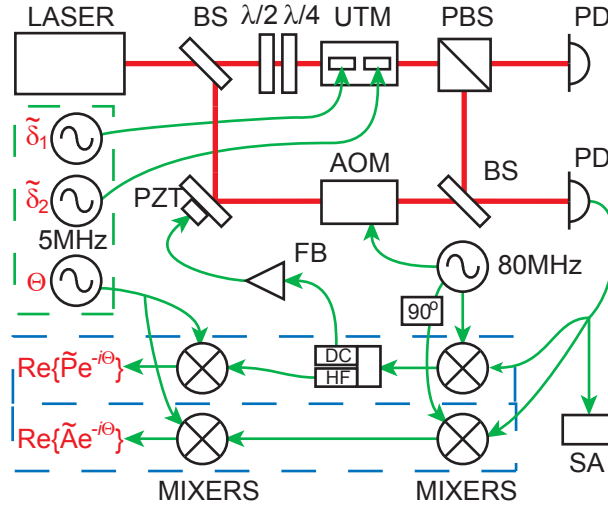 LASER BS λ/2 λ/4 UTM PBS PD
δ̃₁
δ̃₂
PZT AOM BS PD
5MHz
FB 80MHz
Θ
90º
DC
HF
Re{P̃e^{-iΘ}}
Re{Ãe^{-iΘ}}
SA
MIXERS MIXERS